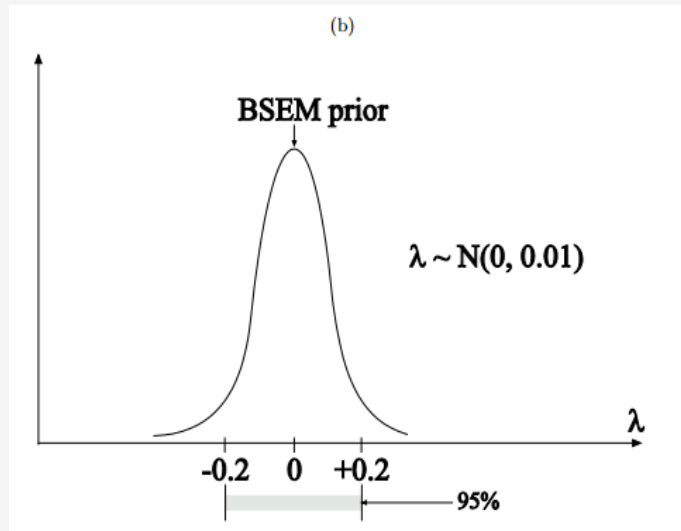 (b)
BSEM prior
λ ~ N(0, 0.01)
λ
-0.2 0 +0.2
95%